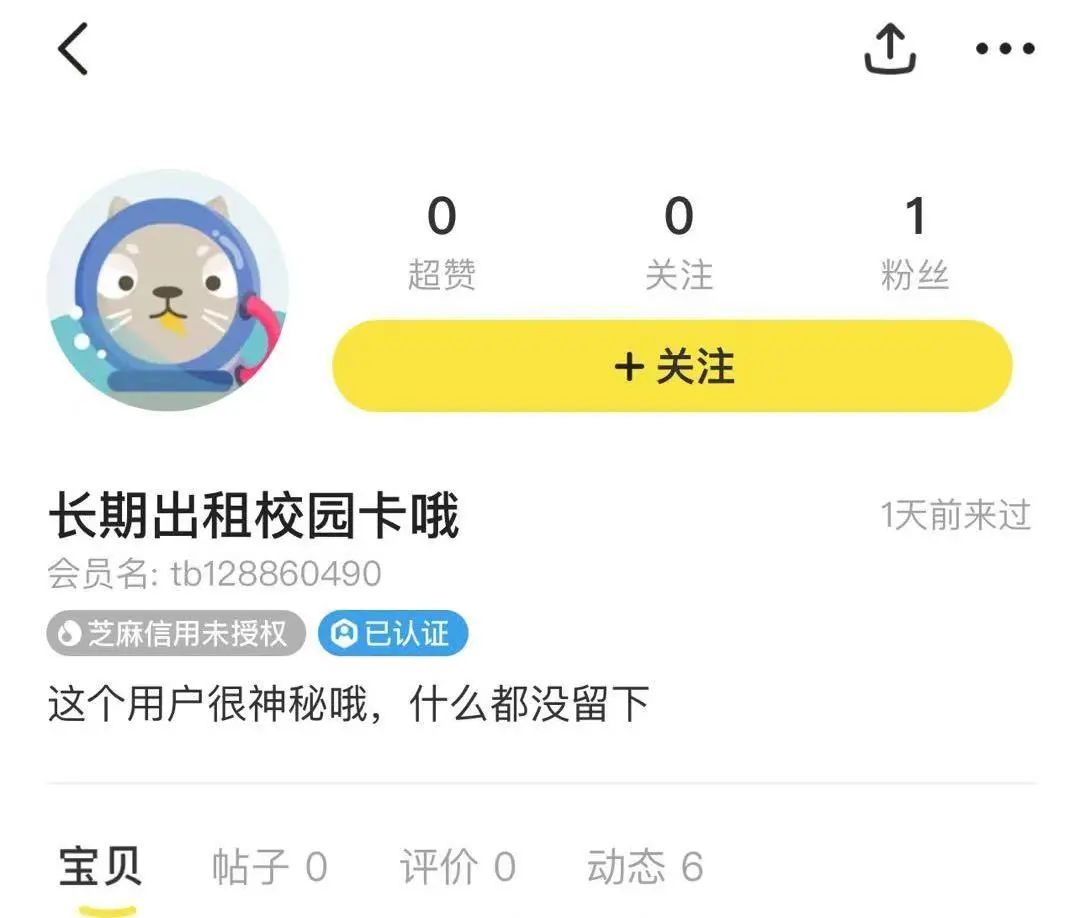 0 0 1
超赞 关注 粉丝
+ 关注
长期出租校园卡哦 1天前来过
会员名: tb128860490
芝麻信用未授权 已认证
这个用户很神秘哦，什么都没留下
宝贝 帖子 0 评价 0 动态 6